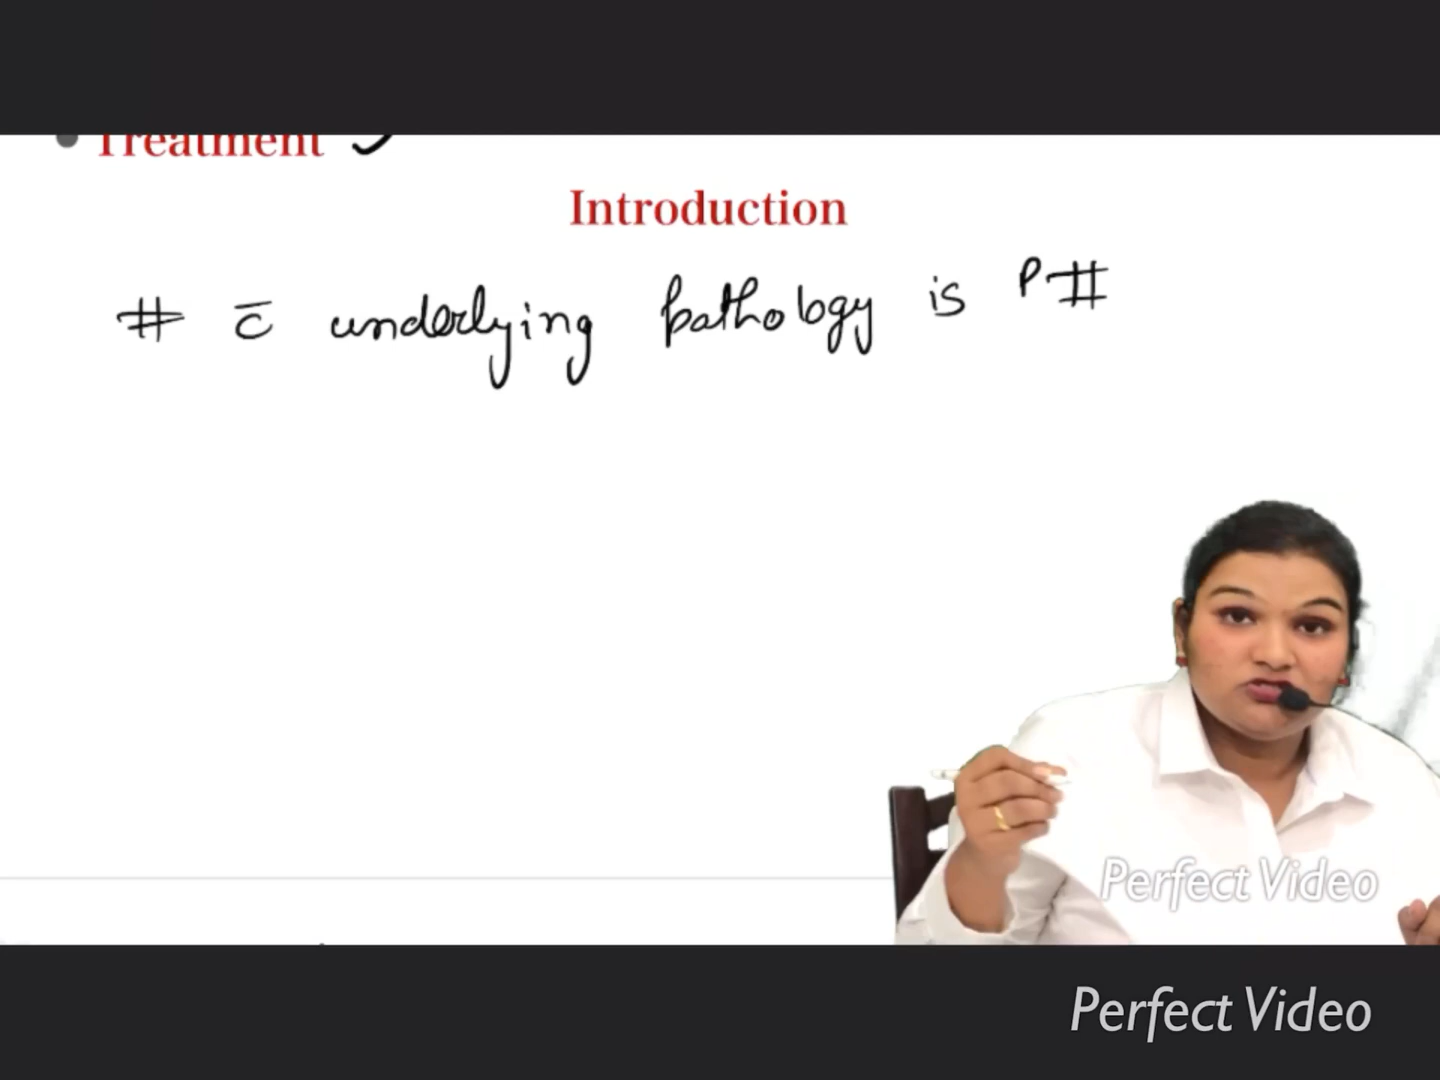 Treatment
Introduction
# c̄ underlying pathology is P#
Perfect Video
Perfect Video